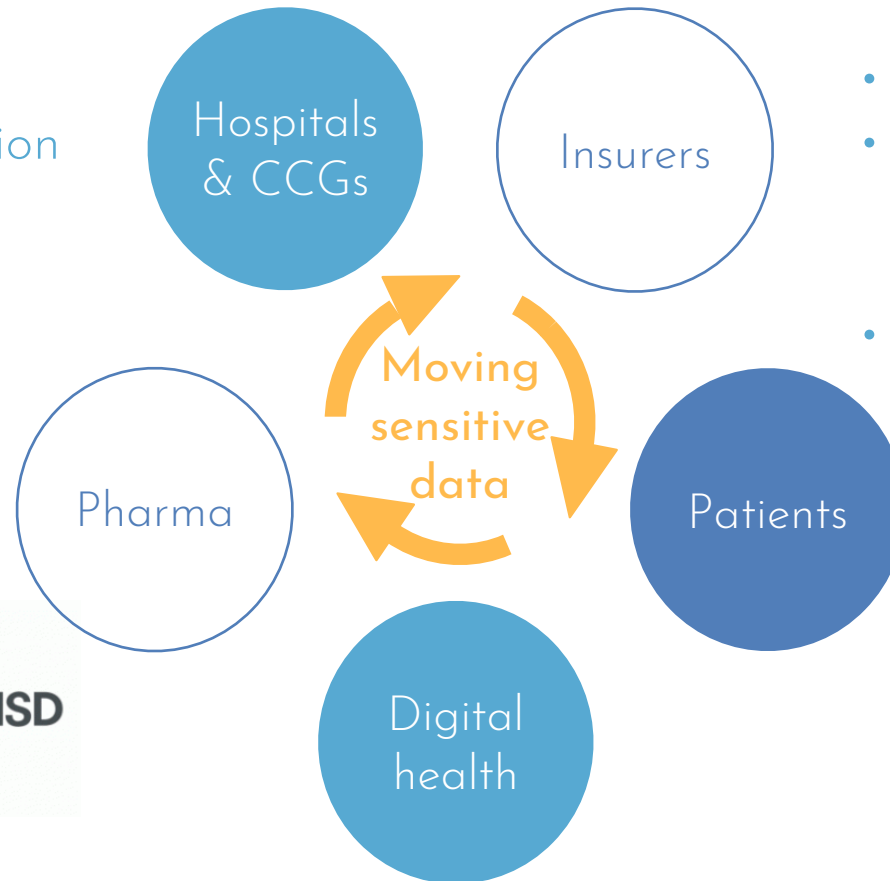 Hospitals
& CCGs
Insurers
Moving
sensitive
data
Pharma
Patients
Digital
health